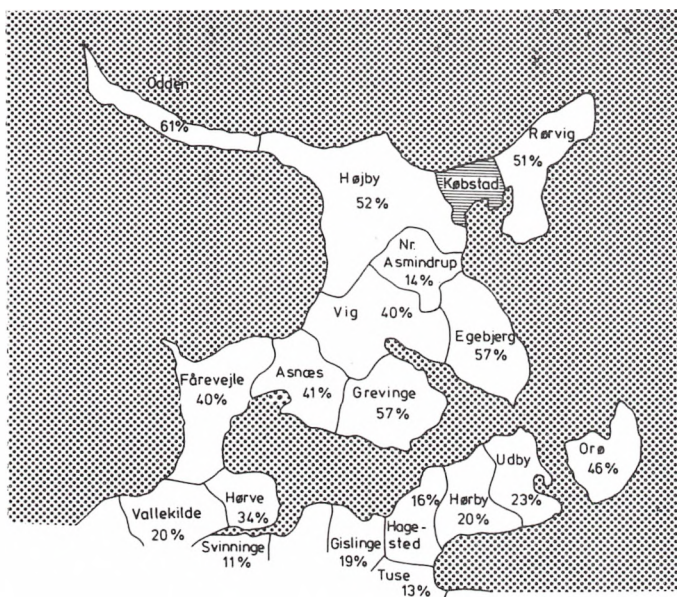 Odden
61%
Rørvig
51%
Højby
52%
Købstad
Nr.
Asmindrup
14%
Vig 40%
Egebjerg
57%
Fårevejle
40%
Asnæs
41%
Grevinge
57%
Orø
46%
Udby
23%
Hørby
20%
16%
Hage-
sted
Hørve
34%
Vallekilde
20%
Svinninge
11%
Gislinge
19%
Tuse
13%